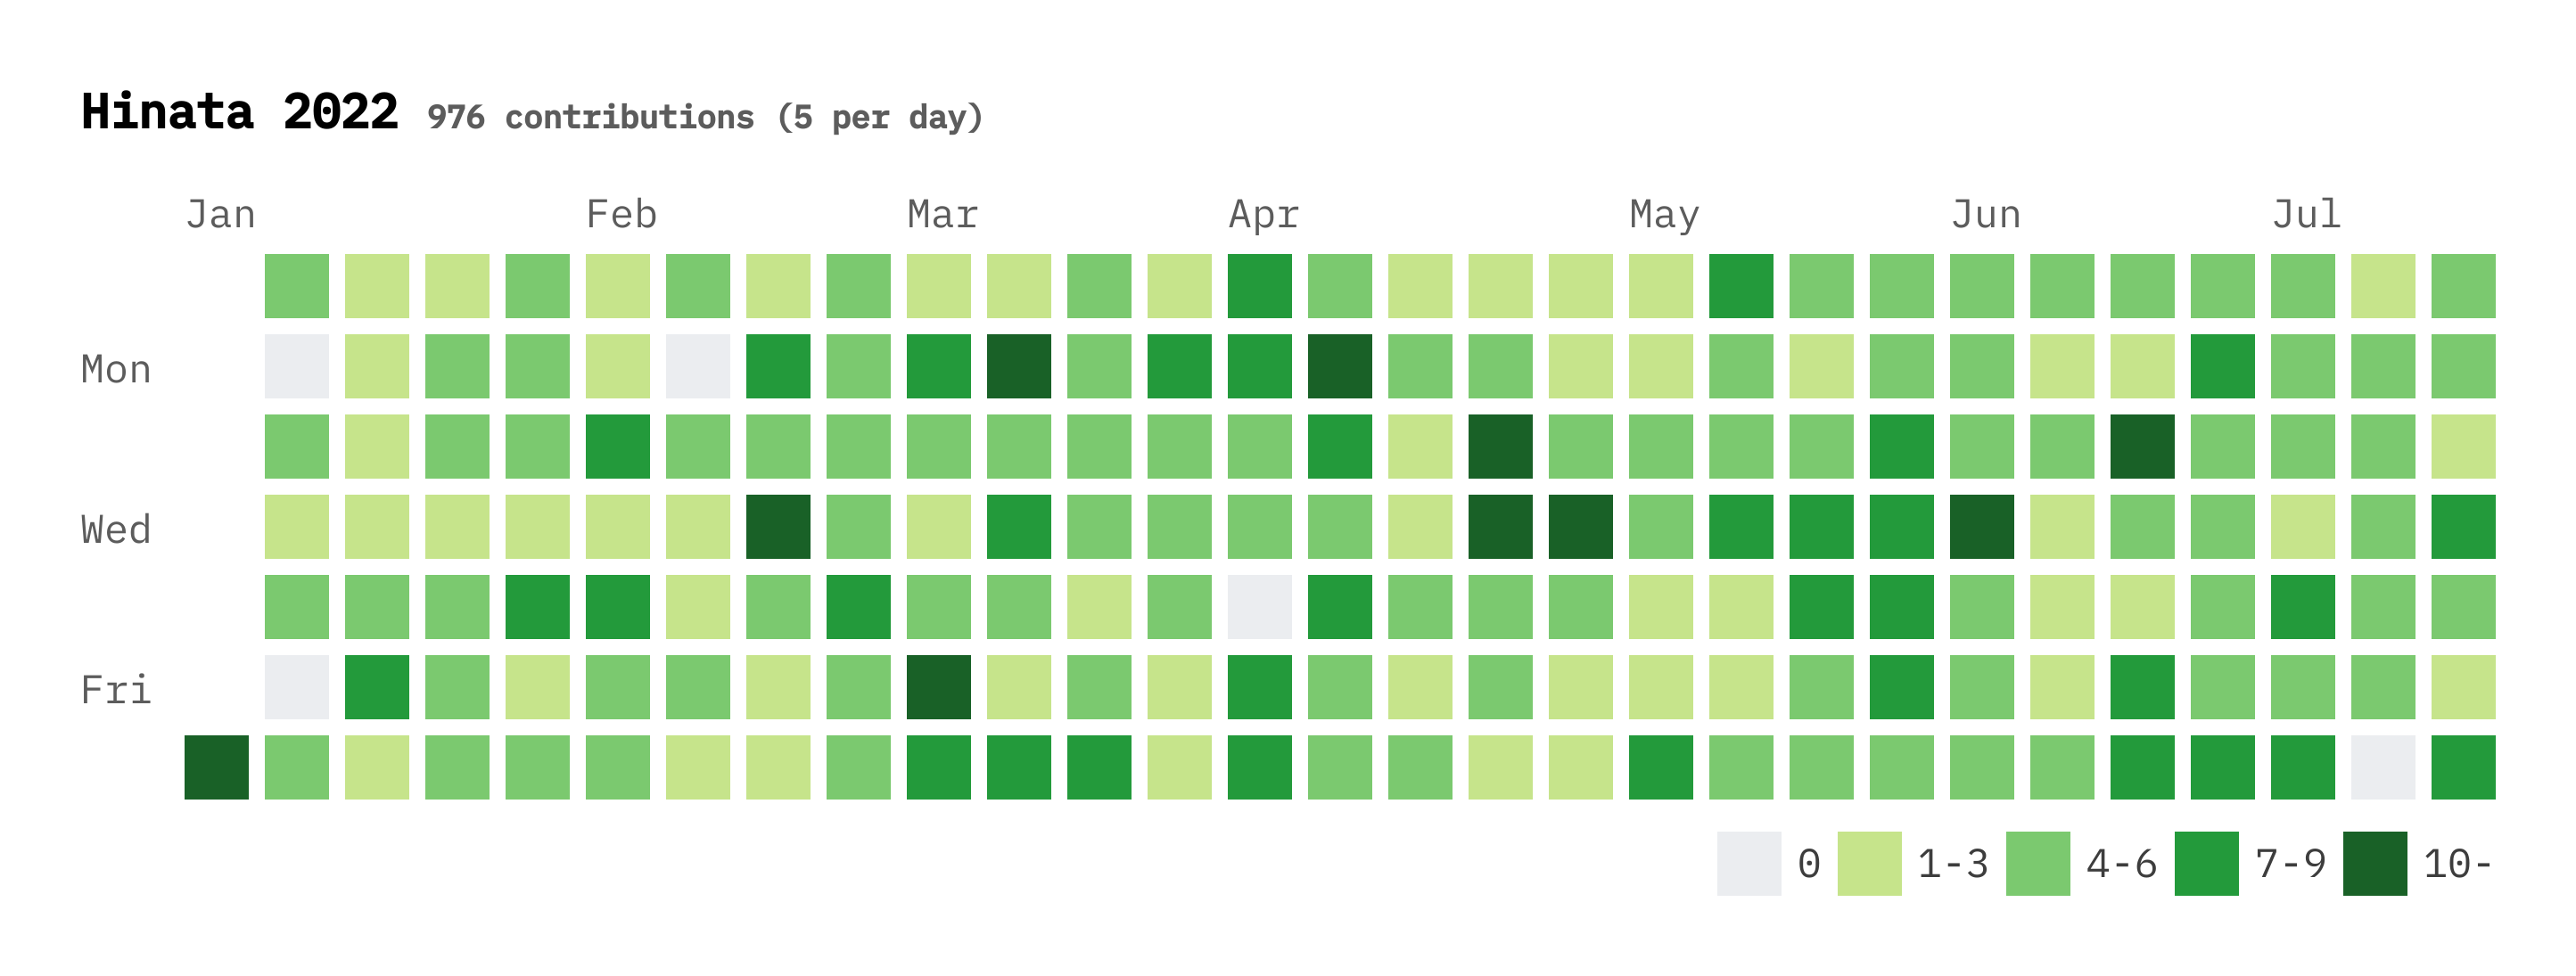 Hinata 2022 976 contributions (5 per day)
Jan Feb Mar Apr May Jun Jul
Mon
Wed
Fri
0 1-3 4-6 7-9 10-